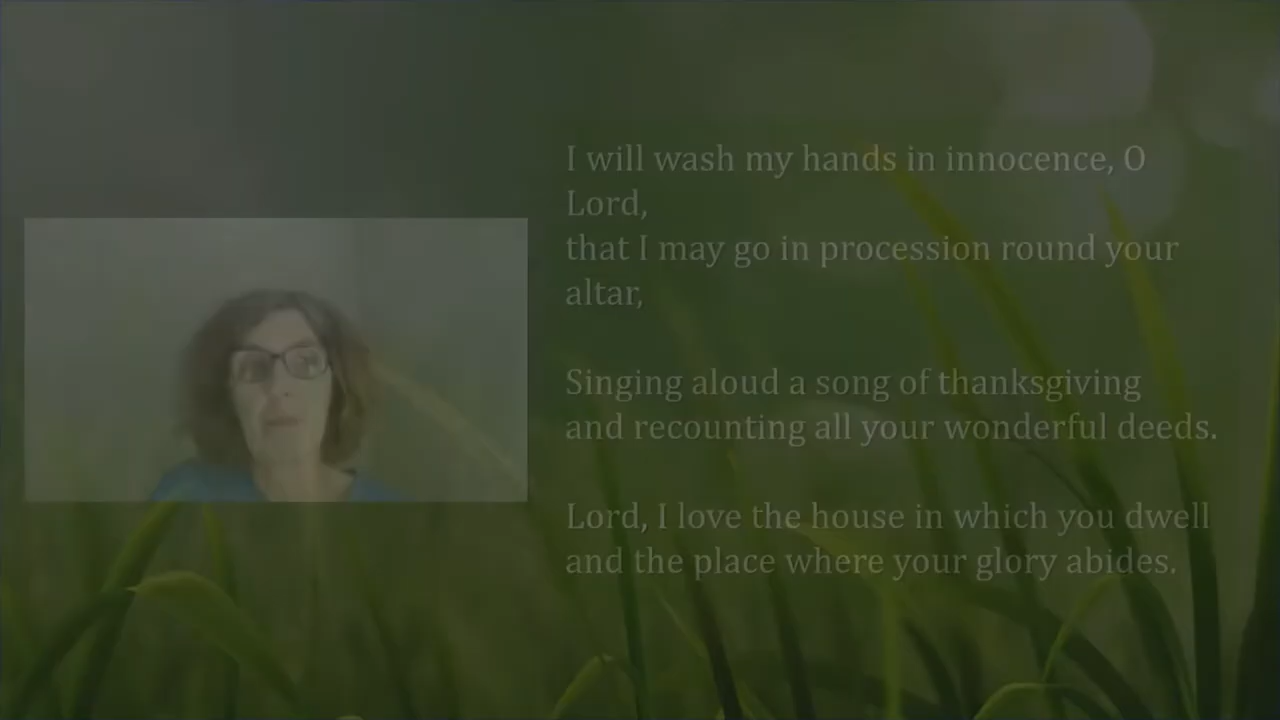 I will wash my hands in innocence, O
Lord,
that I may go in procession round your
altar,
Singing aloud a song of thanksgiving
and recounting all your wonderful deeds.
Lord, I love the house in which you dwell
and the place where your glory abides.